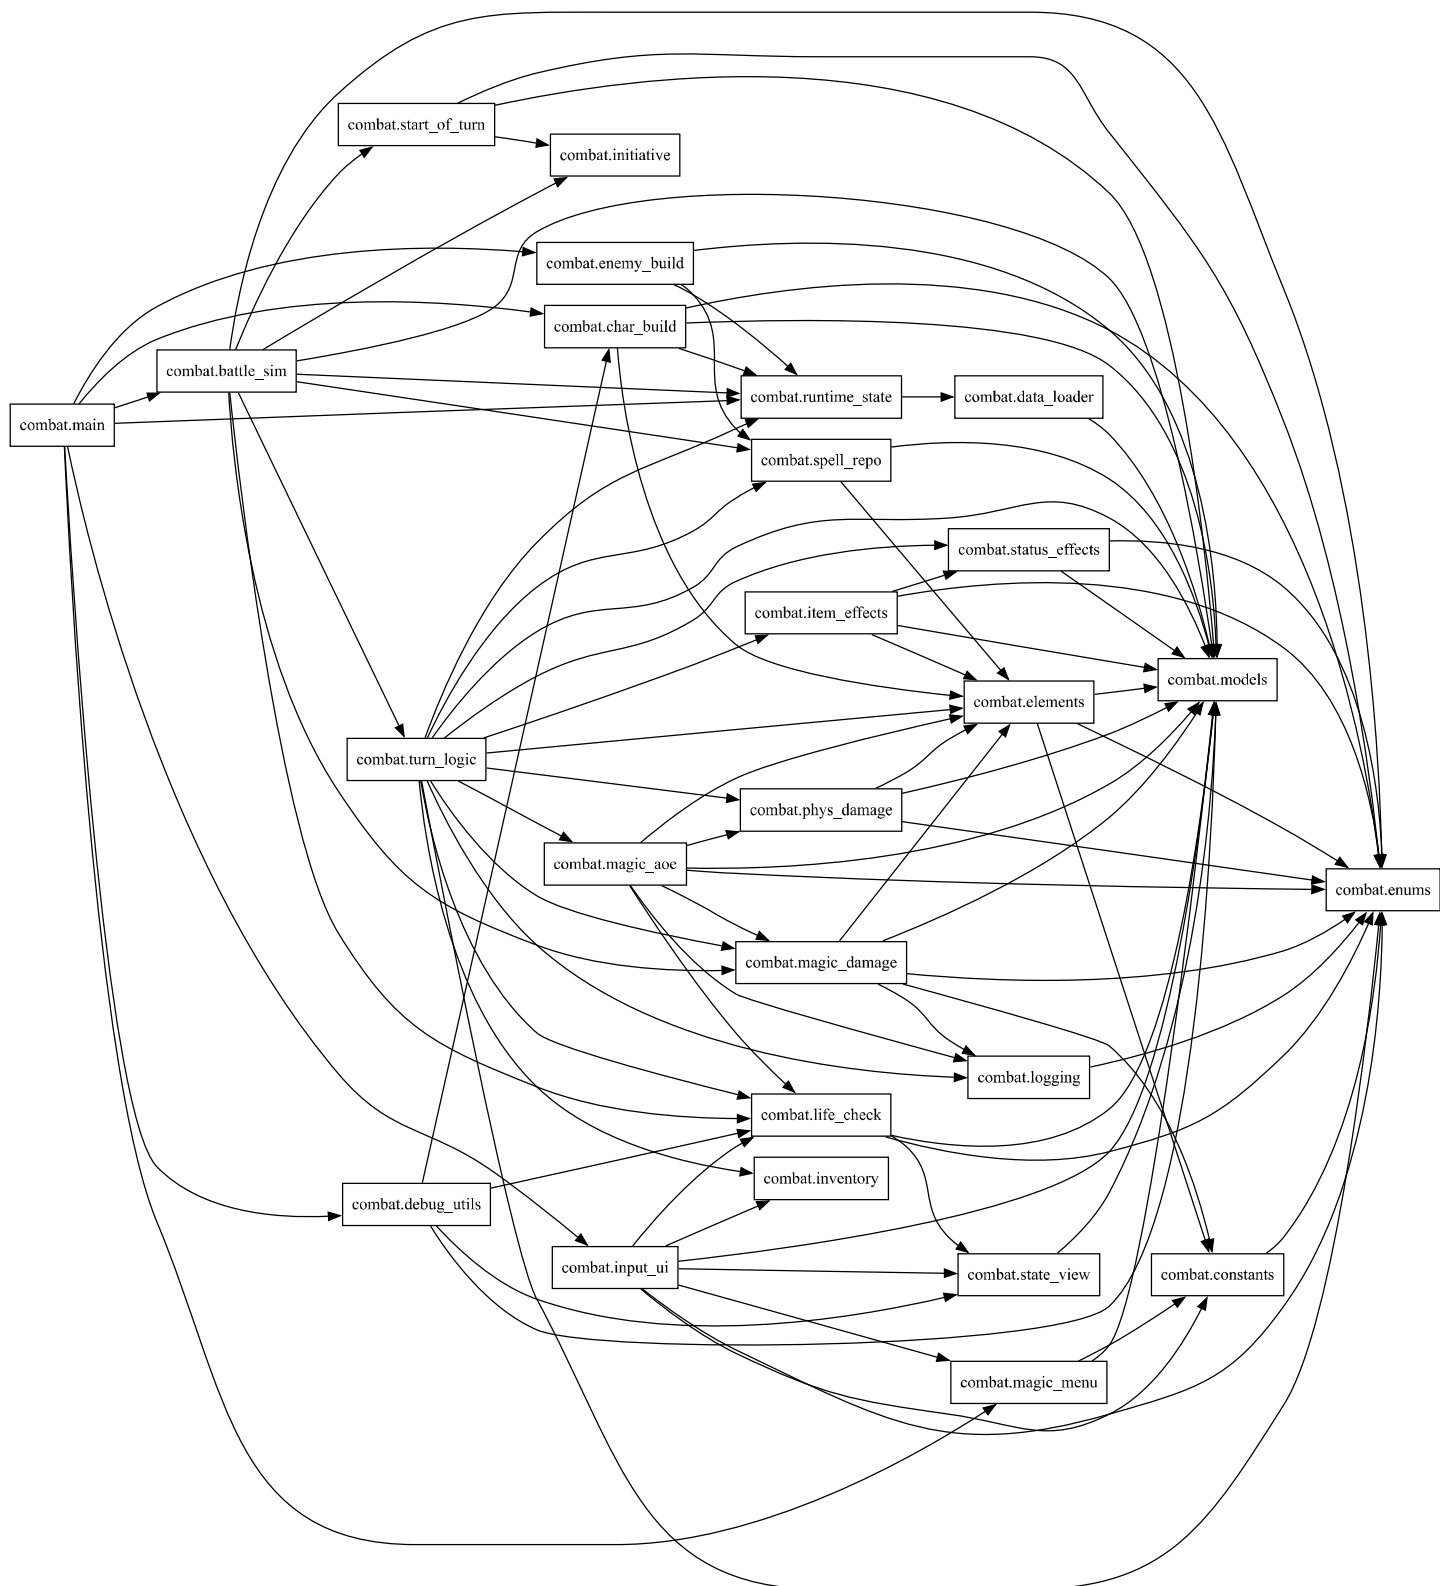 combat.start_of_turn
combat.initiative
combat.enemy_build
combat.char_build
combat.battle_sim
combat.runtime_state
combat.data_loader
combat.main
combat.spell_repo
combat.status_effects
combat.item_effects
combat.models
combat.elements
combat.turn_logic
combat.phys_damage
combat.magic_aoe
combat.enums
combat.magic_damage
combat.logging
combat.life_check
combat.inventory
combat.debug_utils
combat.input_ui
combat.state_view
combat.constants
combat.magic_menu